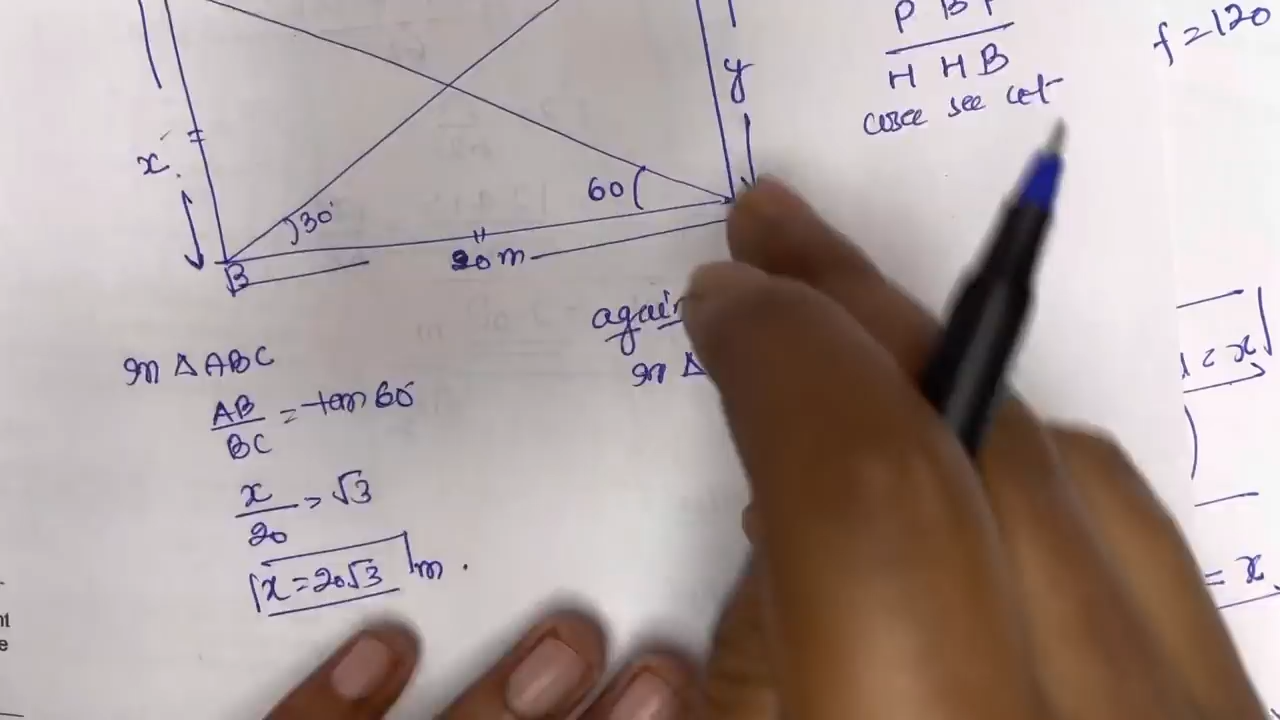 P B P
H H B
cosec sec cot
f = 120
y
x
60
30°
B
20 m
again
In Δ ABC
In Δ
AB/BC = tan 60°
x/20 = √3
x = 20√3 m.
= x
= x